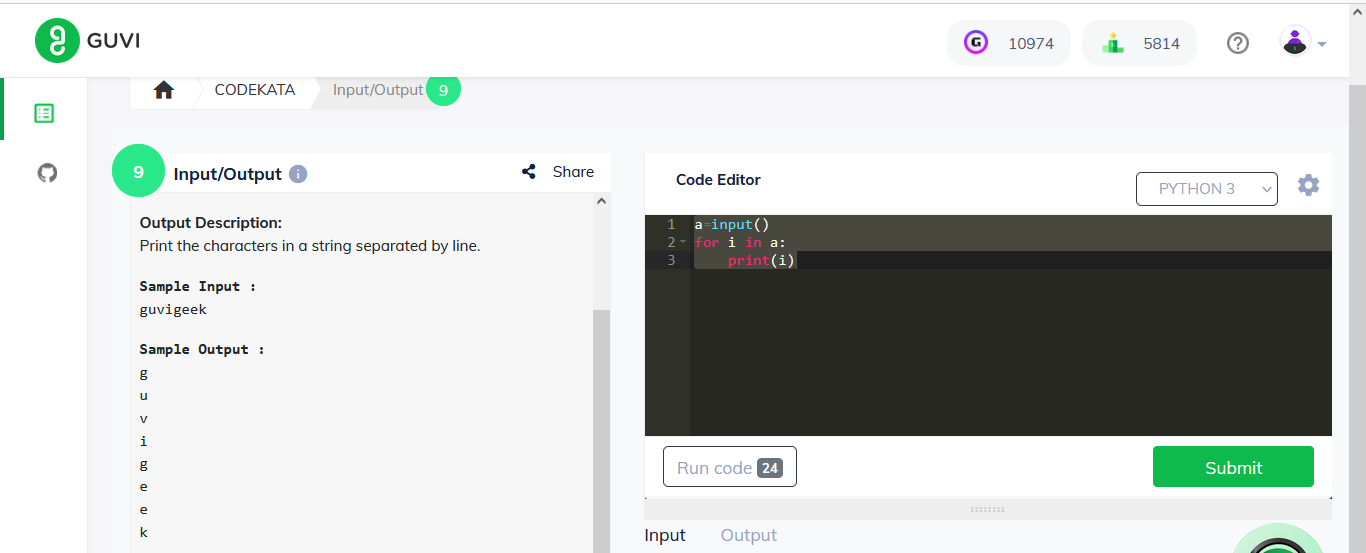 GUVI
10974
5814
CODEKATA
Input/Output 9
9 Input/Output
Share
Output Description:
Print the characters in a string separated by line.
Sample Input :
guvigeek
Sample Output :
g
u
v
i
g
e
e
k
Code Editor
PYTHON 3
1 a=input()
2 for i in a:
3 print(i)
Run code 24
Submit
Input
Output